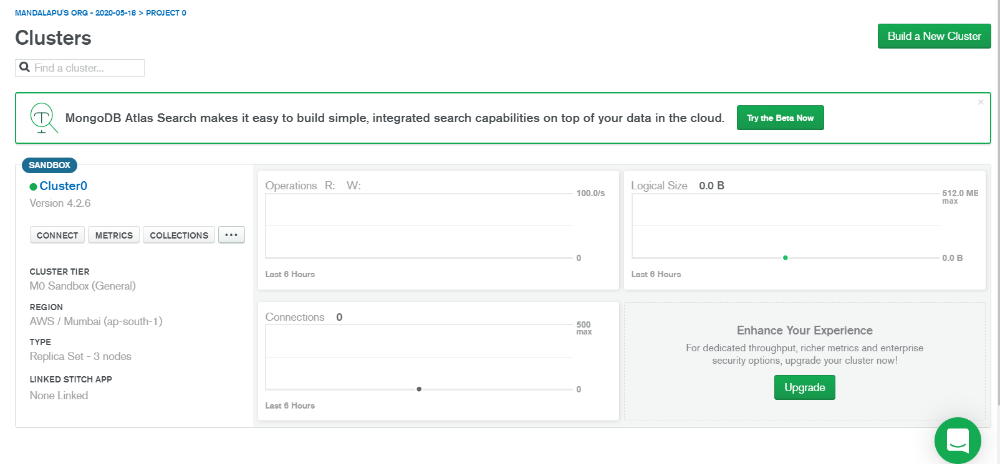 MANDALAPU'S ORG - 2020-05-18 > PROJECT 0
Clusters
Build a New Cluster
Find a cluster...
MongoDB Atlas Search makes it easy to build simple, integrated search capabilities on top of your data in the cloud.
Try the Beta Now
SANDBOX
Cluster0
Version 4.2.6
CONNECT
METRICS
COLLECTIONS
...
CLUSTER TIER
M0 Sandbox (General)
REGION
AWS / Mumbai (ap-south-1)
TYPE
Replica Set - 3 nodes
LINKED STITCH APP
None Linked
Operations R: W:
100.0/s
0
Last 6 Hours
Logical Size 0.0 B
512.0 MB
max
0.0 B
Last 6 Hours
Connections 0
500
max
0
Last 6 Hours
Enhance Your Experience
For dedicated throughput, richer metrics and enterprise
security options, upgrade your cluster now!
Upgrade